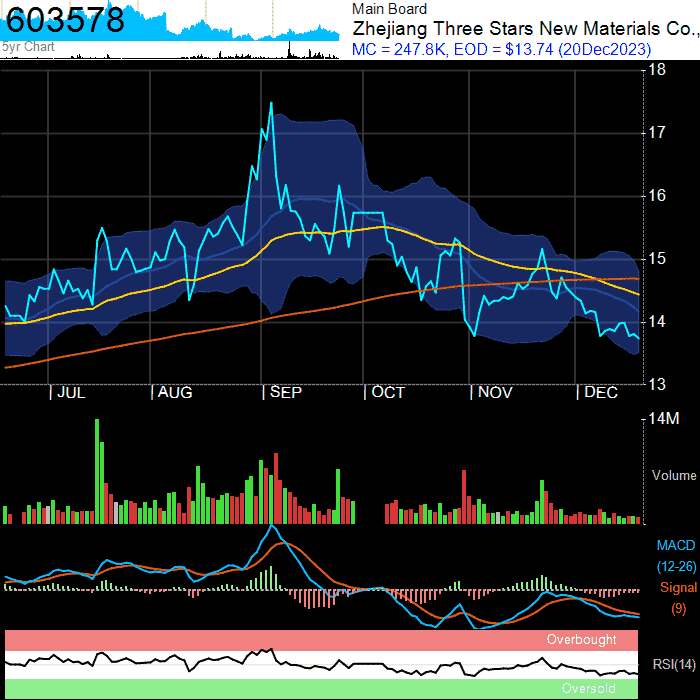 603578
5yr Chart
Main Board
Zhejiang Three Stars New Materials Co.,
MC = 247.8K, EOD = $13.74 (20Dec2023)
18
17
16
15
14
13
JUL
AUG
SEP
OCT
NOV
DEC
14M
Volume
MACD
(12-26)
Signal
(9)
Overbought
RSI(14)
Oversold